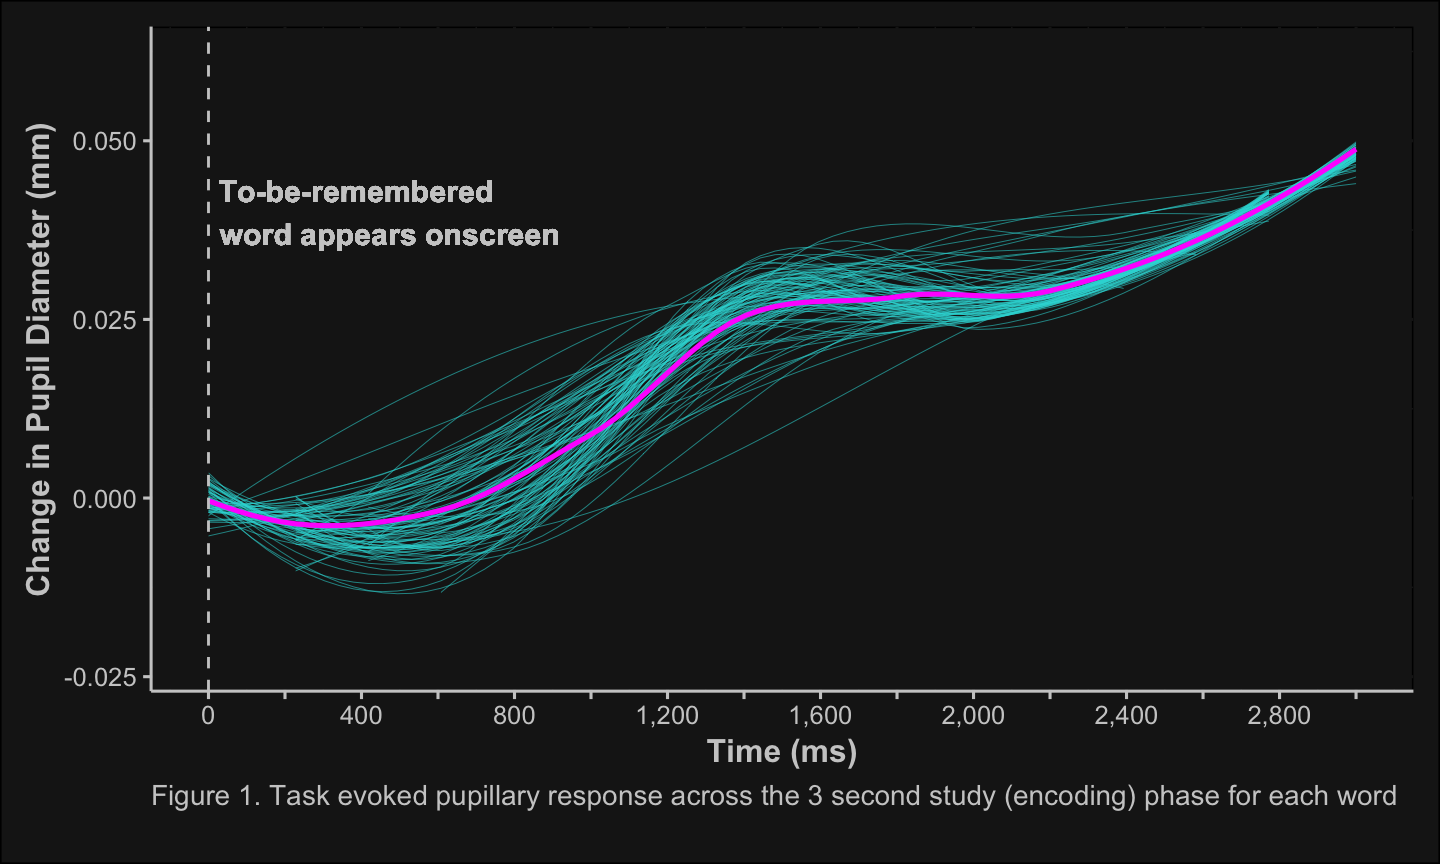 Change in Pupil Diameter (mm)
0.050
0.025
0.000
-0.025
To-be-remembered
word appears onscreen
0 400 800 1,200 1,600 2,000 2,400 2,800
Time (ms)
Figure 1. Task evoked pupillary response across the 3 second study (encoding) phase for each word